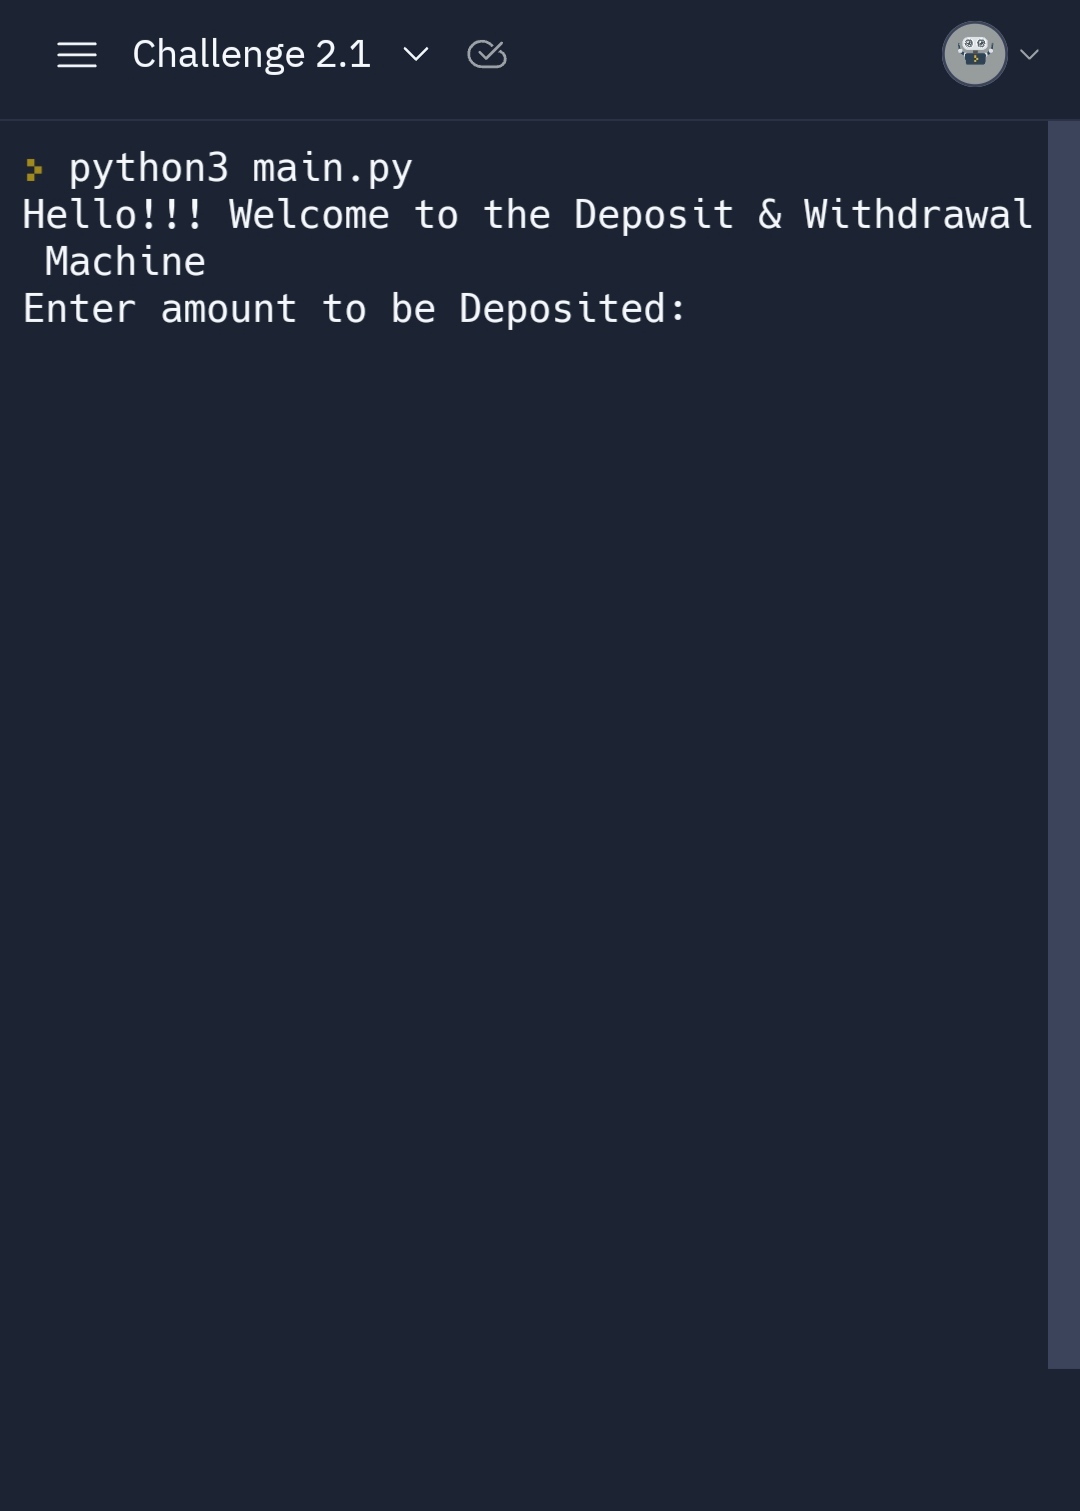 Challenge 2.1
python3 main.py
Hello!!! Welcome to the Deposit & Withdrawal
Machine
Enter amount to be Deposited: